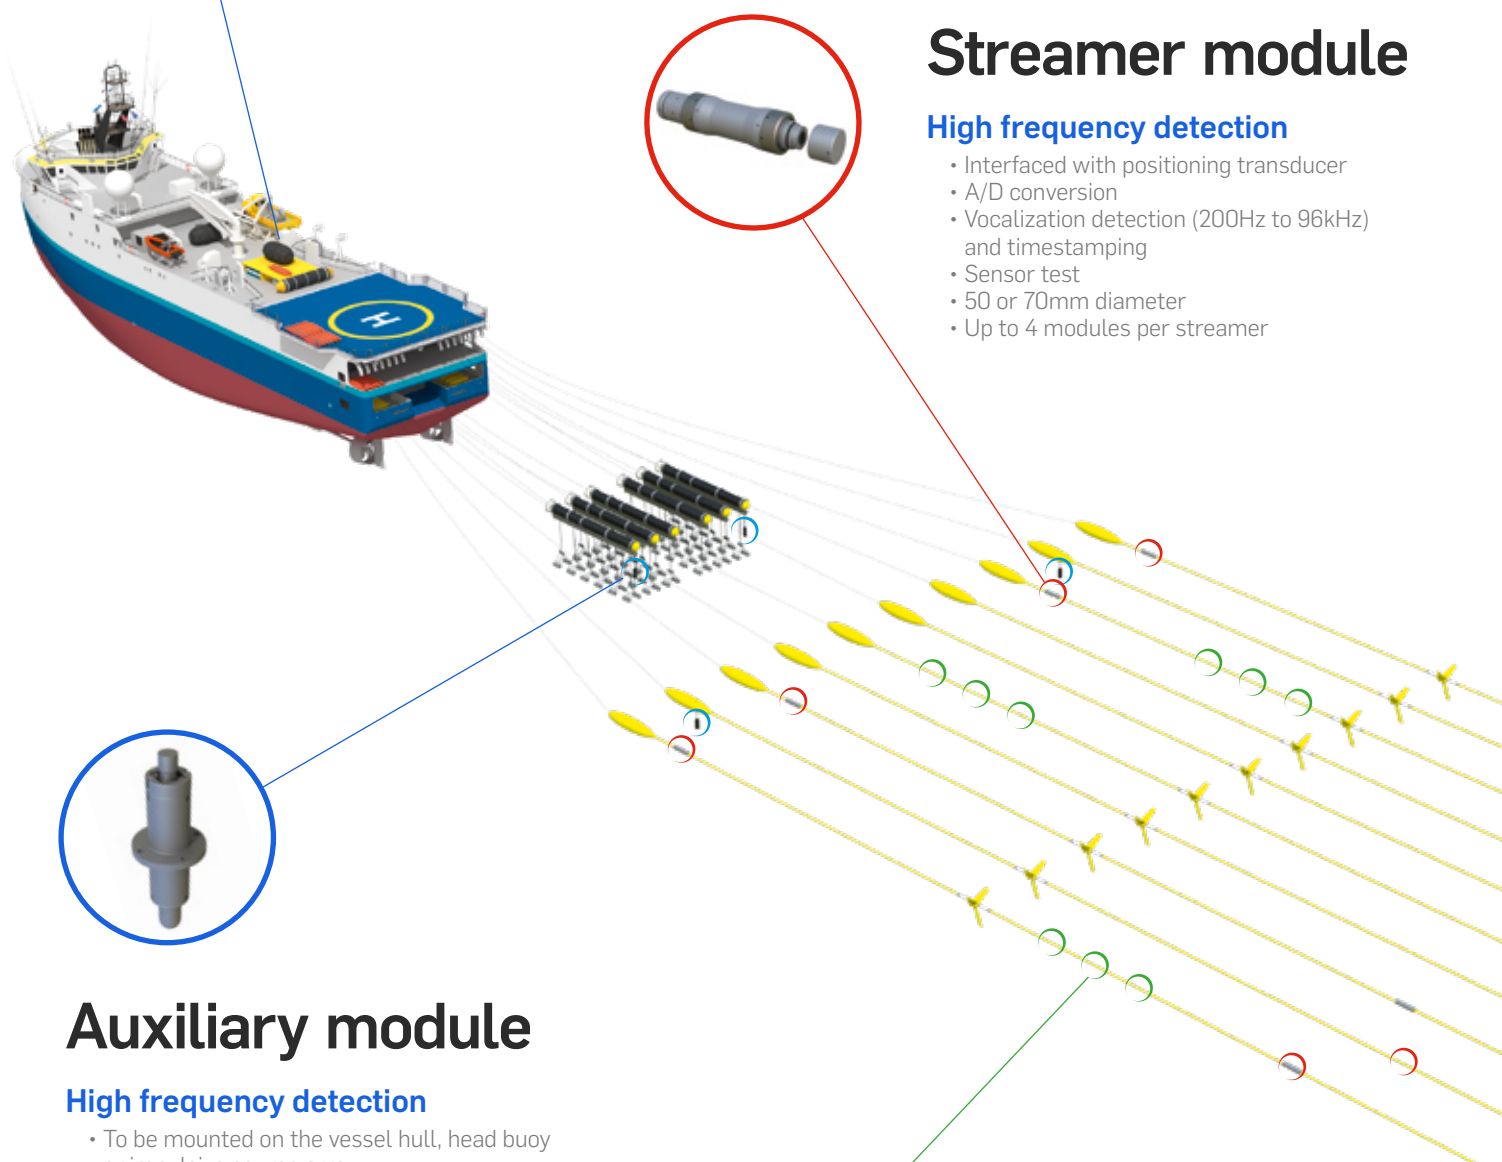 Streamer module
High frequency detection
• Interfaced with positioning transducer
• A/D conversion
• Vocalization detection (200Hz to 96kHz)
and timestamping
• Sensor test
• 50 or 70mm diameter
• Up to 4 modules per streamer
H
Auxiliary module
High frequency detection
• To be mounted on the vessel hull, head buoy